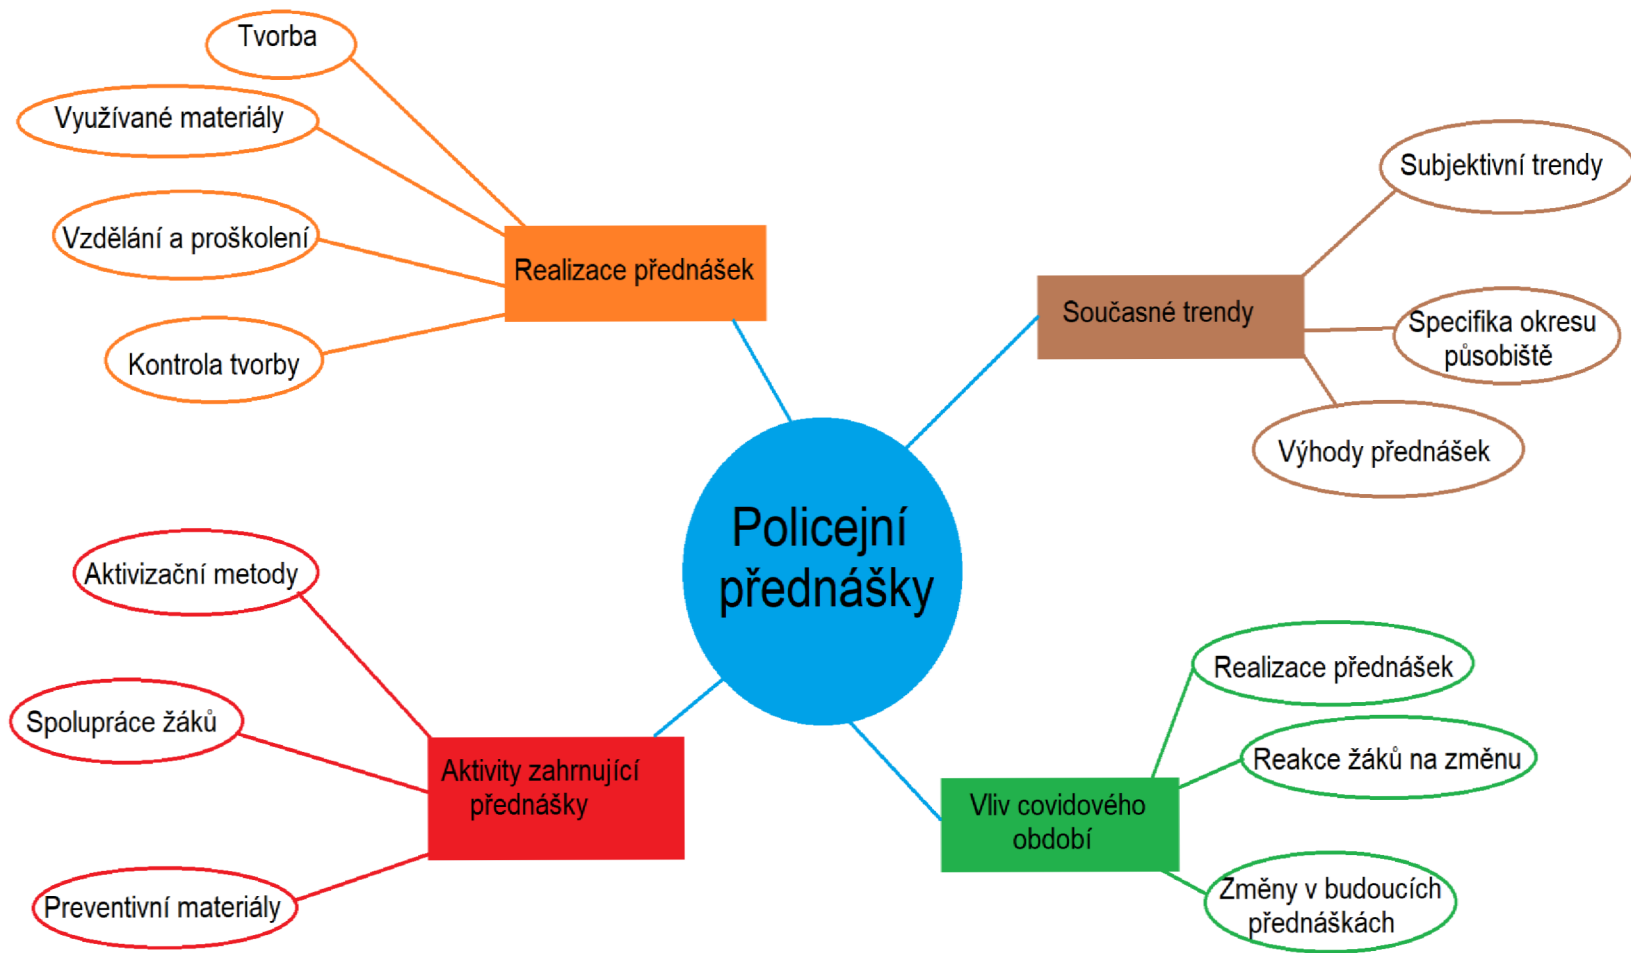 Tvorba
Využívané materiály
Vzdělání a proškolení
Kontrola tvorby
Realizace přednášek
Subjektivní trendy
Současné trendy
Specifika okresu
působiště
Výhody přednášek
Policejní
přednášky
Aktivizační metody
Spolupráce žáků
Preventivní materiály
Aktivity zahrnující
přednášky
Vliv covidového
období
Realizace přednášek
Reakce žáků na změnu
Změny v budoucích
přednáškách